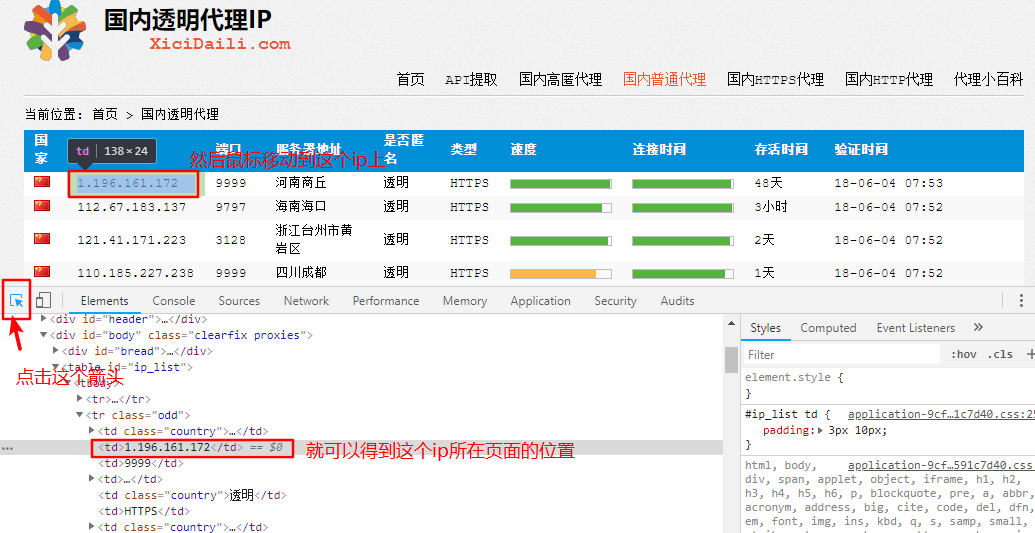 国内透明代理IP
XiciDaili.com
首页 API提取 国内高匿代理 国内普通代理 国内HTTPS代理 国内HTTP代理 代理小百科
当前位置: 首页 > 国内透明代理
国家 端口 服务器地址 是否匿名 类型 速度 连接时间 存活时间 验证时间
td | 138×24
然后鼠标移动到这个ip上
1.196.161.172 9999 河南商丘 透明 HTTPS 48天 18-06-04 07:53
112.67.183.137 9797 海南海口 透明 HTTPS 3小时 18-06-04 07:52
121.41.171.223 3128 浙江台州市黄岩区 透明 HTTPS 2天 18-06-04 07:52
110.185.227.238 9999 四川成都 透明 HTTPS 1天 18-06-04 07:52
Elements Console Sources Network Performance Memory Application Security Audits
<div id="header">…</div>
<div id="body" class="clearfix proxies">
<div id="bread">…</div>
<table id="ip_list">
点击这个箭头
<tbody>
<tr>…</tr>
<tr class="odd">
<td class="country">…</td>
<td>1.196.161.172</td> == $0
就可以得到这个ip所在页面的位置
<td>9999</td>
<td>…</td>
<td class="country">透明</td>
<td>HTTPS</td>
<td class="country">…</td>
Styles Computed Event Listeners »
Filter :hov .cls +
element.style {
}
#ip_list td { application-9cf…1c7d40.css:25
padding: 3px 10px;
}
html, body, application-9cf…591c7d40.css:
div, span, applet, object, iframe, h1, h2,
h3, h4, h5, h6, p, blockquote, pre, a, abbr,
acronym, address, big, cite, code, del, dfn,
em, font, img, ins, kbd, q, s, samp, small,